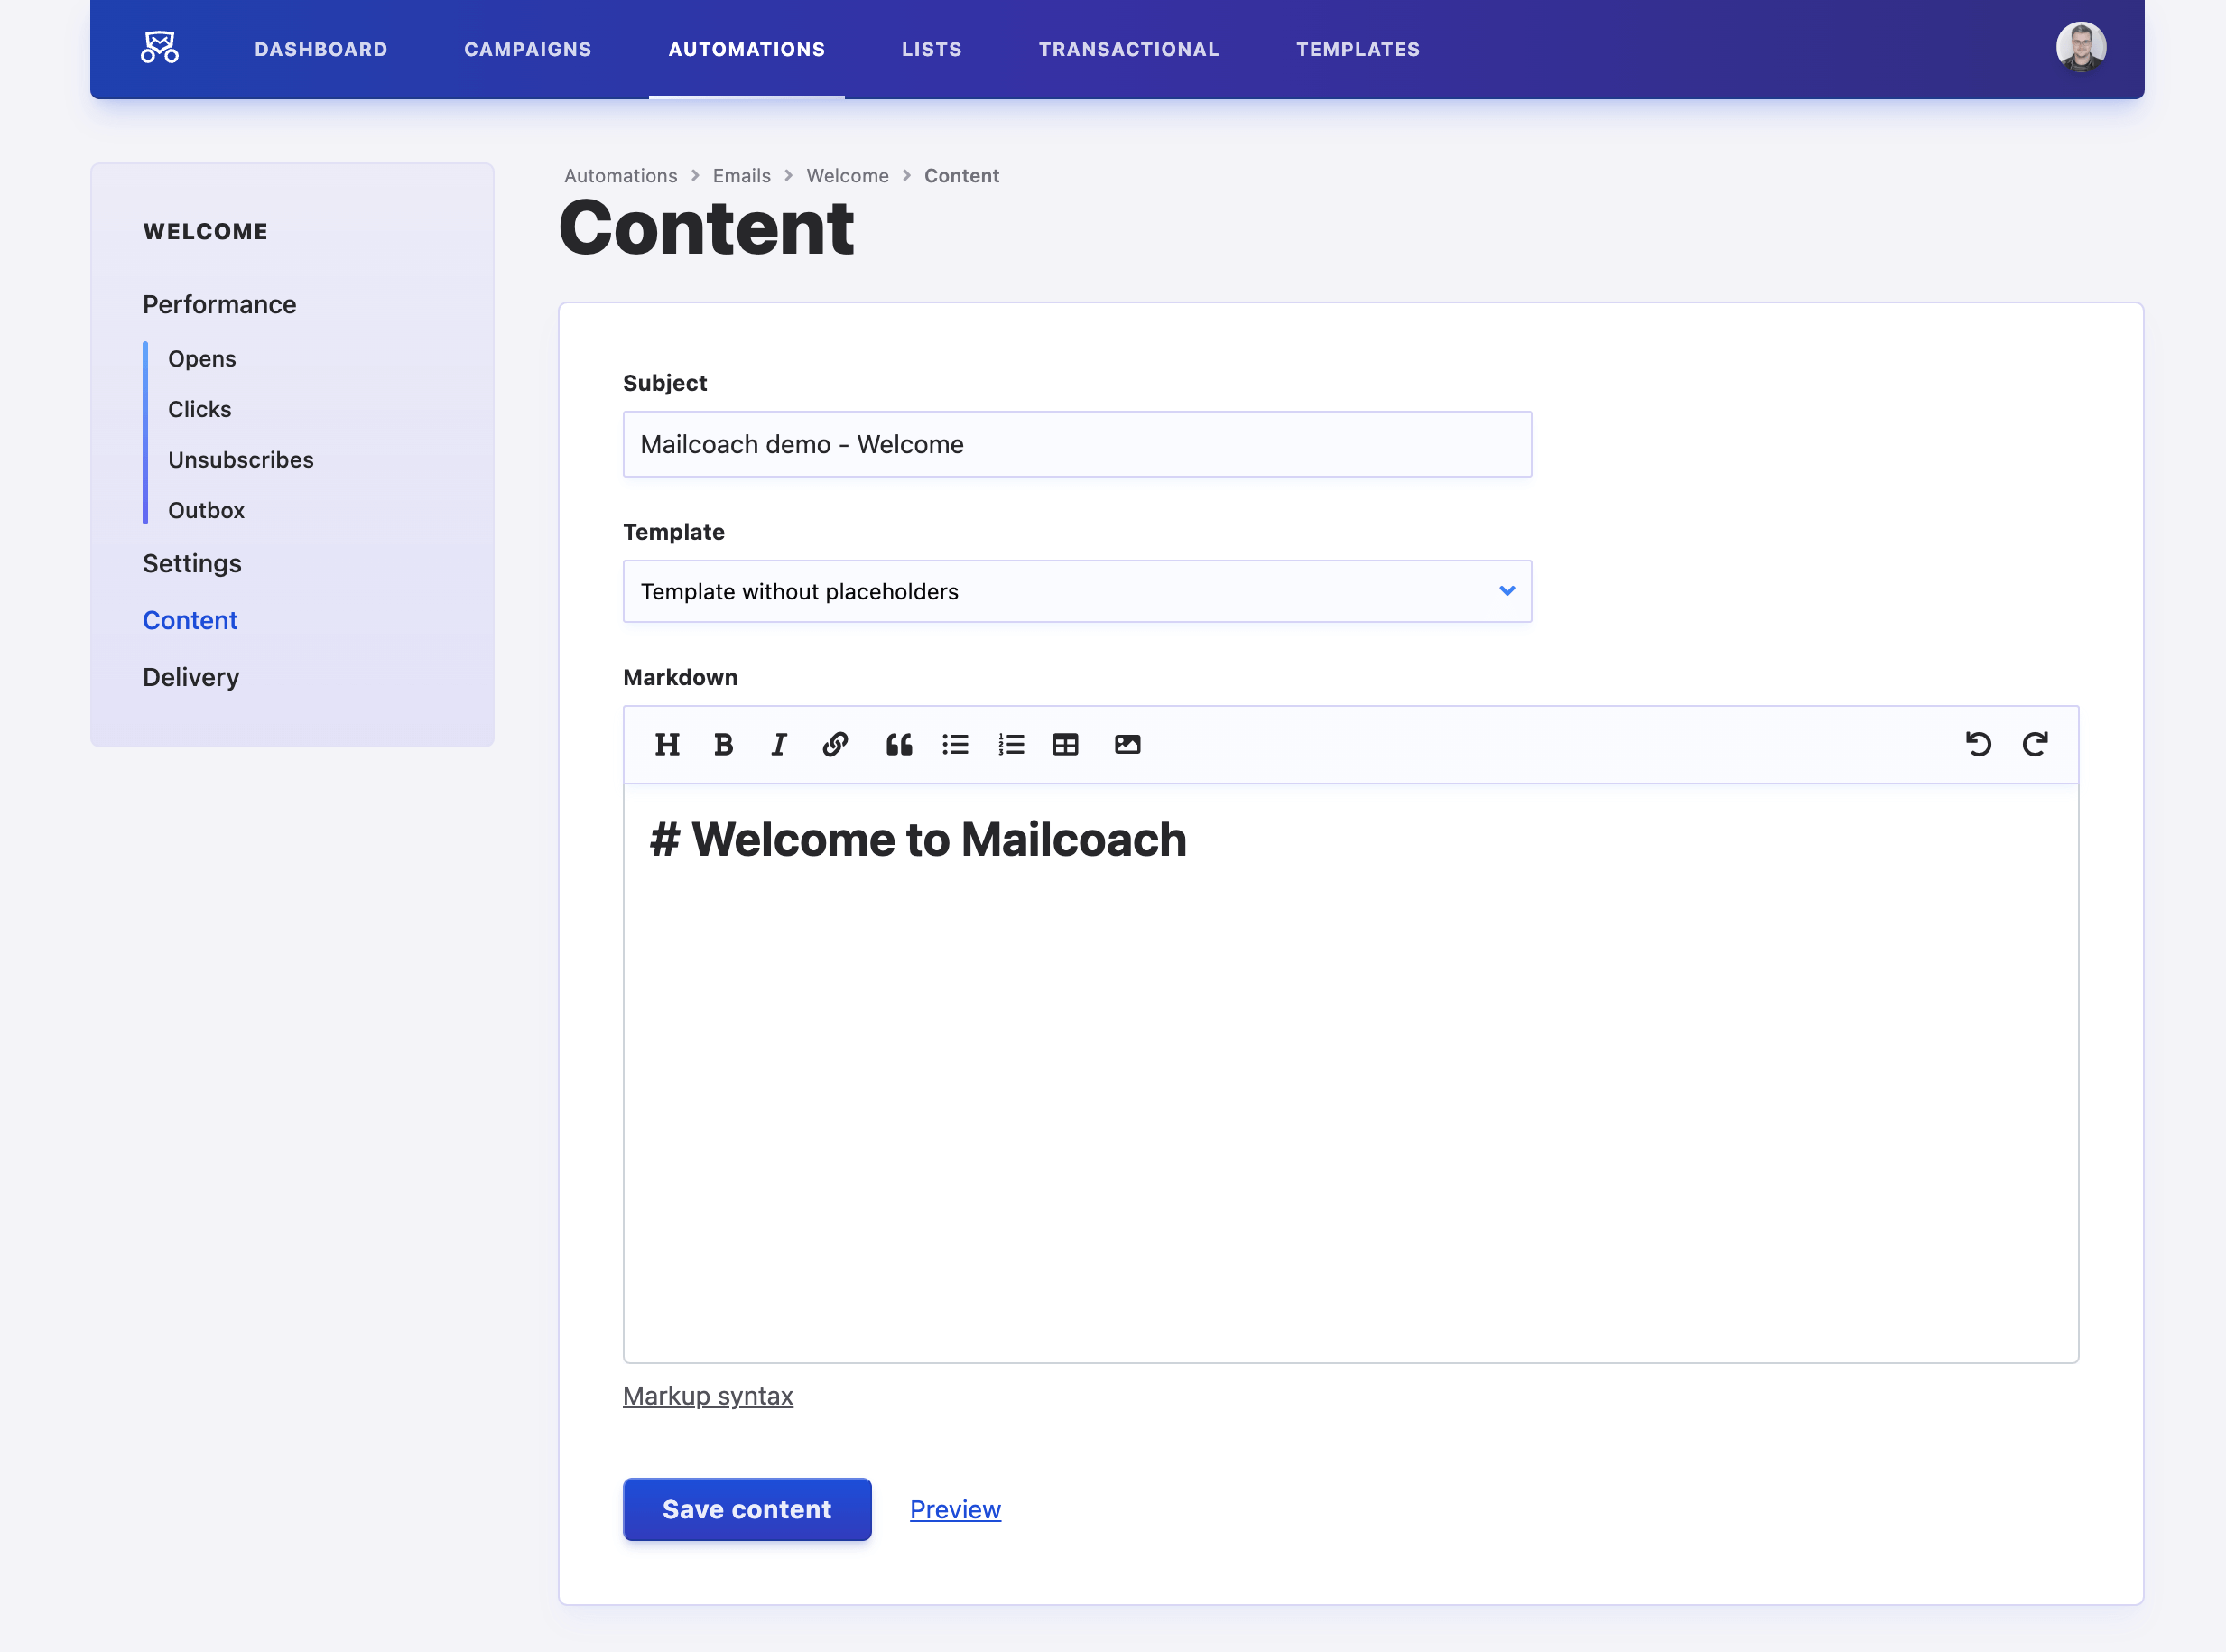 DASHBOARD CAMPAIGNS AUTOMATIONS LISTS TRANSACTIONAL TEMPLATES
WELCOME
Performance
Opens
Clicks
Unsubscribes
Outbox
Settings
Content
Delivery
Automations > Emails > Welcome > Content
Content
Subject
Mailcoach demo - Welcome
Template
Template without placeholders
Markdown
H B I
# Welcome to Mailcoach
Markup syntax
Save content Preview